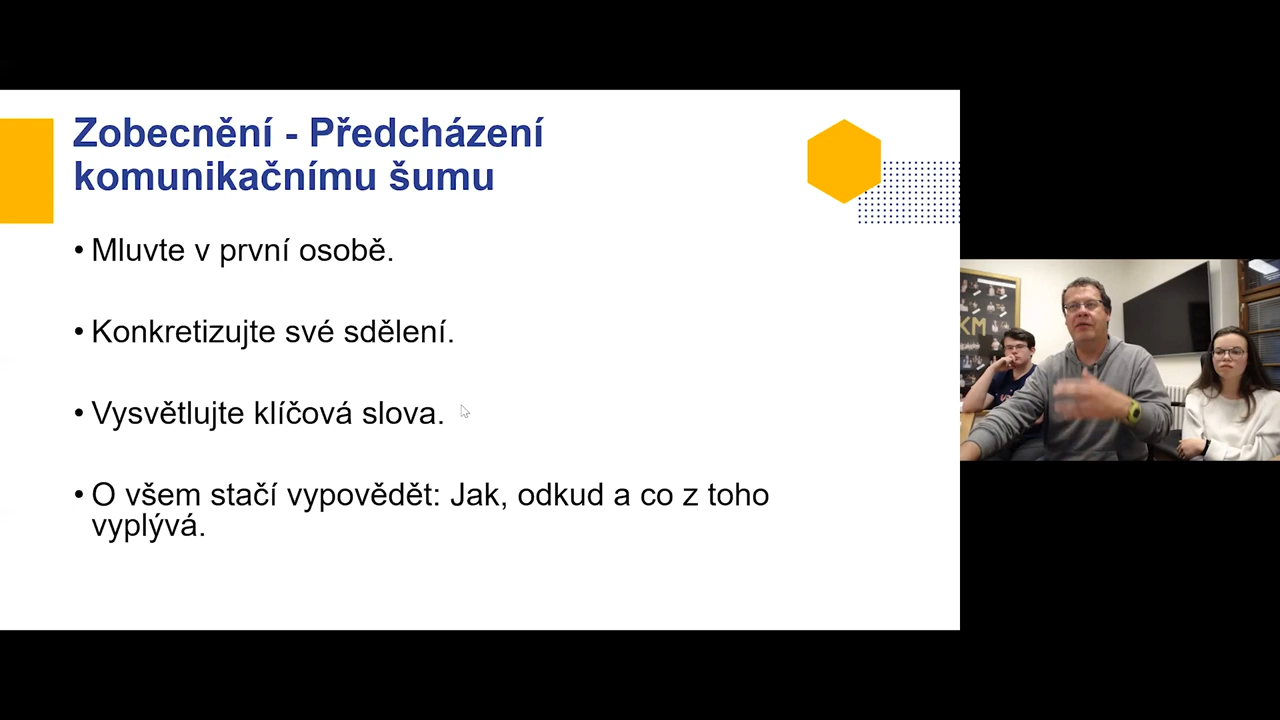 Zobecnění - Předcházení
komunikačnímu šumu
• Mluvte v první osobě.
• Konkretizujte své sdělení.
• Vysvětlujte klíčová slova.
• O všem stačí vypovědět: Jak, odkud a co z toho
vyplývá.
KM